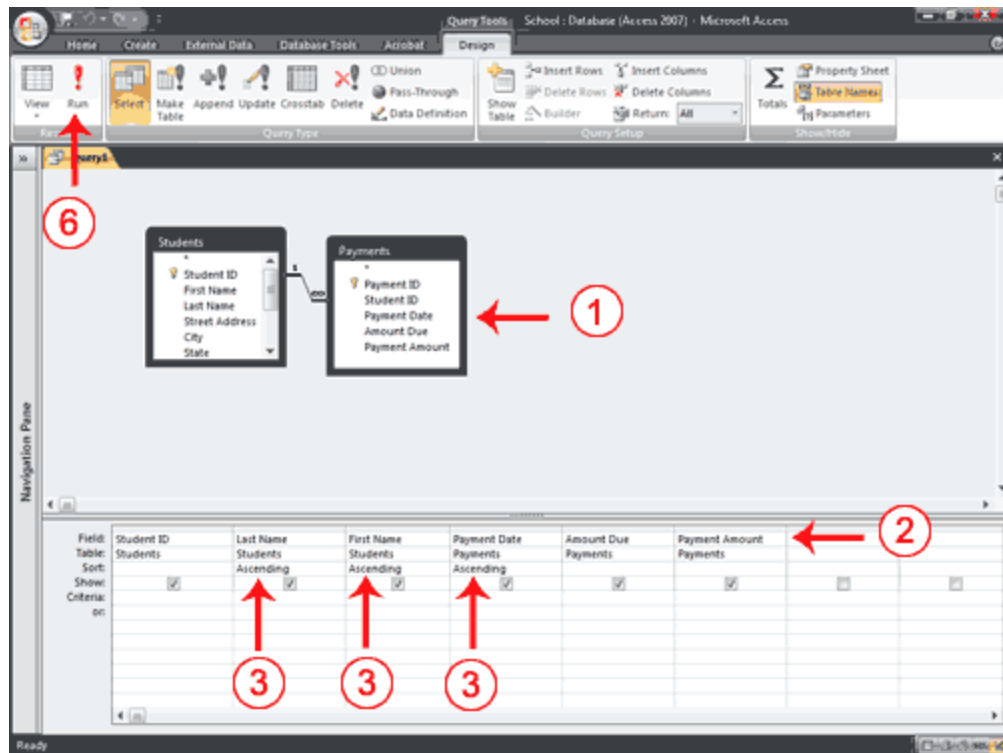 Query Tools School : Database (Access 2007) - Microsoft Access
Home Create External Data Database Tools Acrobat Design
View Run Select Make Table Append Update Crosstab Delete
Union
Pass-Through
Data Definition
Show Table
Insert Rows
Delete Rows
Builder
Insert Columns
Delete Columns
Return: All
Totals
Property Sheet
Table Names
Parameters
Query Type Query Setup Show/Hide
Query1
6
Students
*
Student ID
First Name
Last Name
Street Address
City
State
1
∞
Payments
*
Payment ID
Student ID
Payment Date
Amount Due
Payment Amount
1
Navigation Pane
2
Field: Student ID Last Name First Name Payment Date Amount Due Payment Amount
Table: Students Students Students Payments Payments Payments
Sort: Ascending Ascending Ascending
Show:
Criteria:
or:
3 3 3
Ready